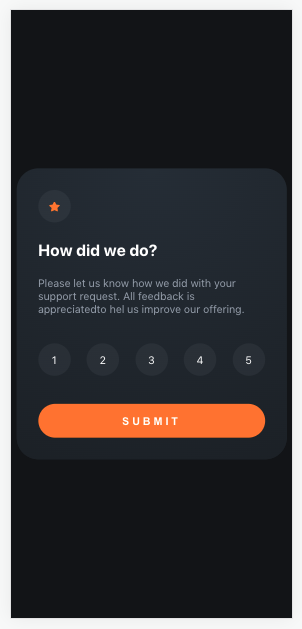 How did we do?
Please let us know how we did with your
support request. All feedback is
appreciatedto hel us improve our offering.
1 2 3 4 5
SUBMIT